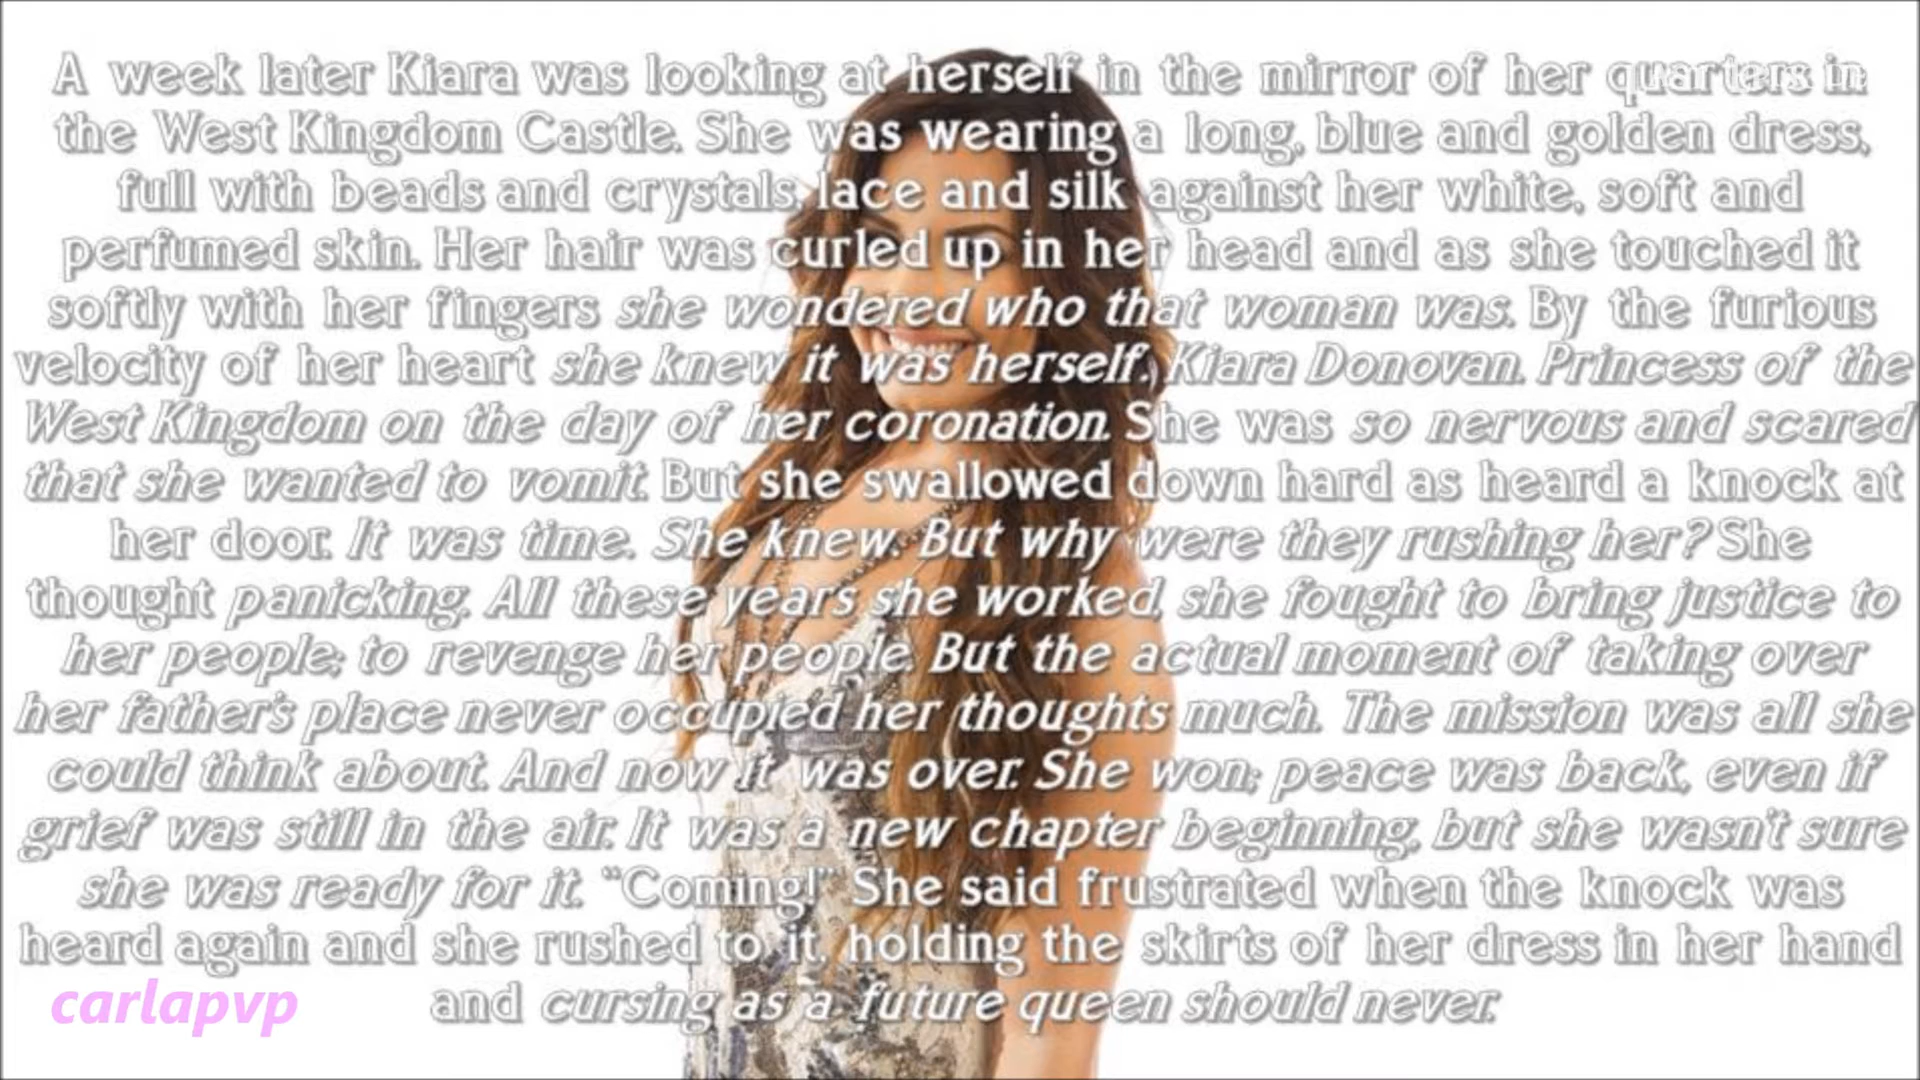 A week later Kiara was looking at herself in the mirror of her quarters in
the West Kingdom Castle. She was wearing a long, blue and golden dress,
full with beads and crystals, lace and silk against her white, soft and
perfumed skin. Her hair was curled up in her head and as she touched it
softly with her fingers she wondered who that woman was. By the furious
velocity of her heart she knew it was herself. Kiara Donovan. Princess of the
West Kingdom on the day of her coronation. She was so nervous and scared
that she wanted to vomit. But she swallowed down hard as heard a knock at
her door. It was time. She knew. But why were they rushing her? She
thought panicking. All these years she worked, she fought to bring justice to
her people; to revenge her people. But the actual moment of taking over
her father's place never occupied her thoughts much. The mission was all she
could think about. And now it was over. She won; peace was back, even if
grief was still in the air. It was a new chapter beginning, but she wasn't sure
she was ready for it. "Coming!" She said frustrated when the knock was
heard again and she rushed to it, holding the skirts of her dress in her hand
and cursing as a future queen should never.
carlapvp